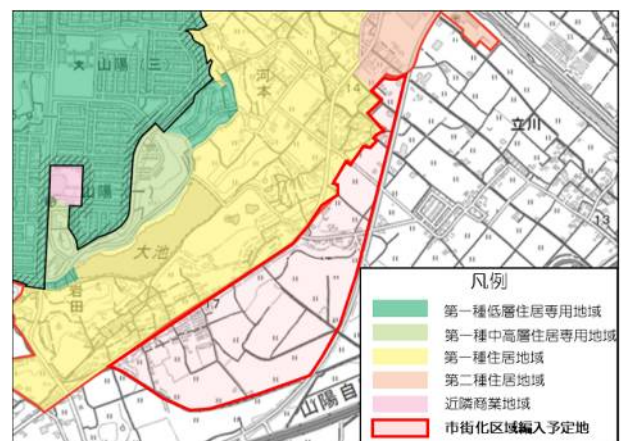 山陽(三)
河本
14
立川
山陽(一)
13
大池
岩田
17
山陽自
凡例
第一種低層住居専用地域
第一種中高層住居専用地域
第一種住居地域
第二種住居地域
近隣商業地域
市街化区域編入予定地